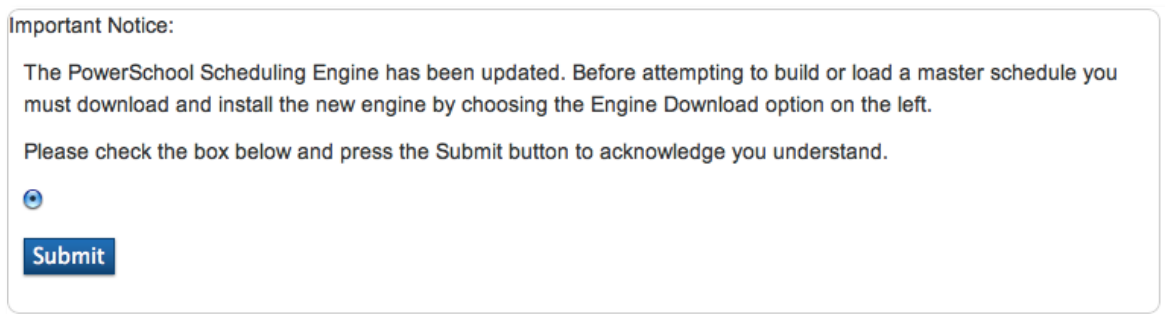 Important Notice:
The PowerSchool Scheduling Engine has been updated. Before attempting to build or load a master schedule you
must download and install the new engine by choosing the Engine Download option on the left.
Please check the box below and press the Submit button to acknowledge you understand.
Submit